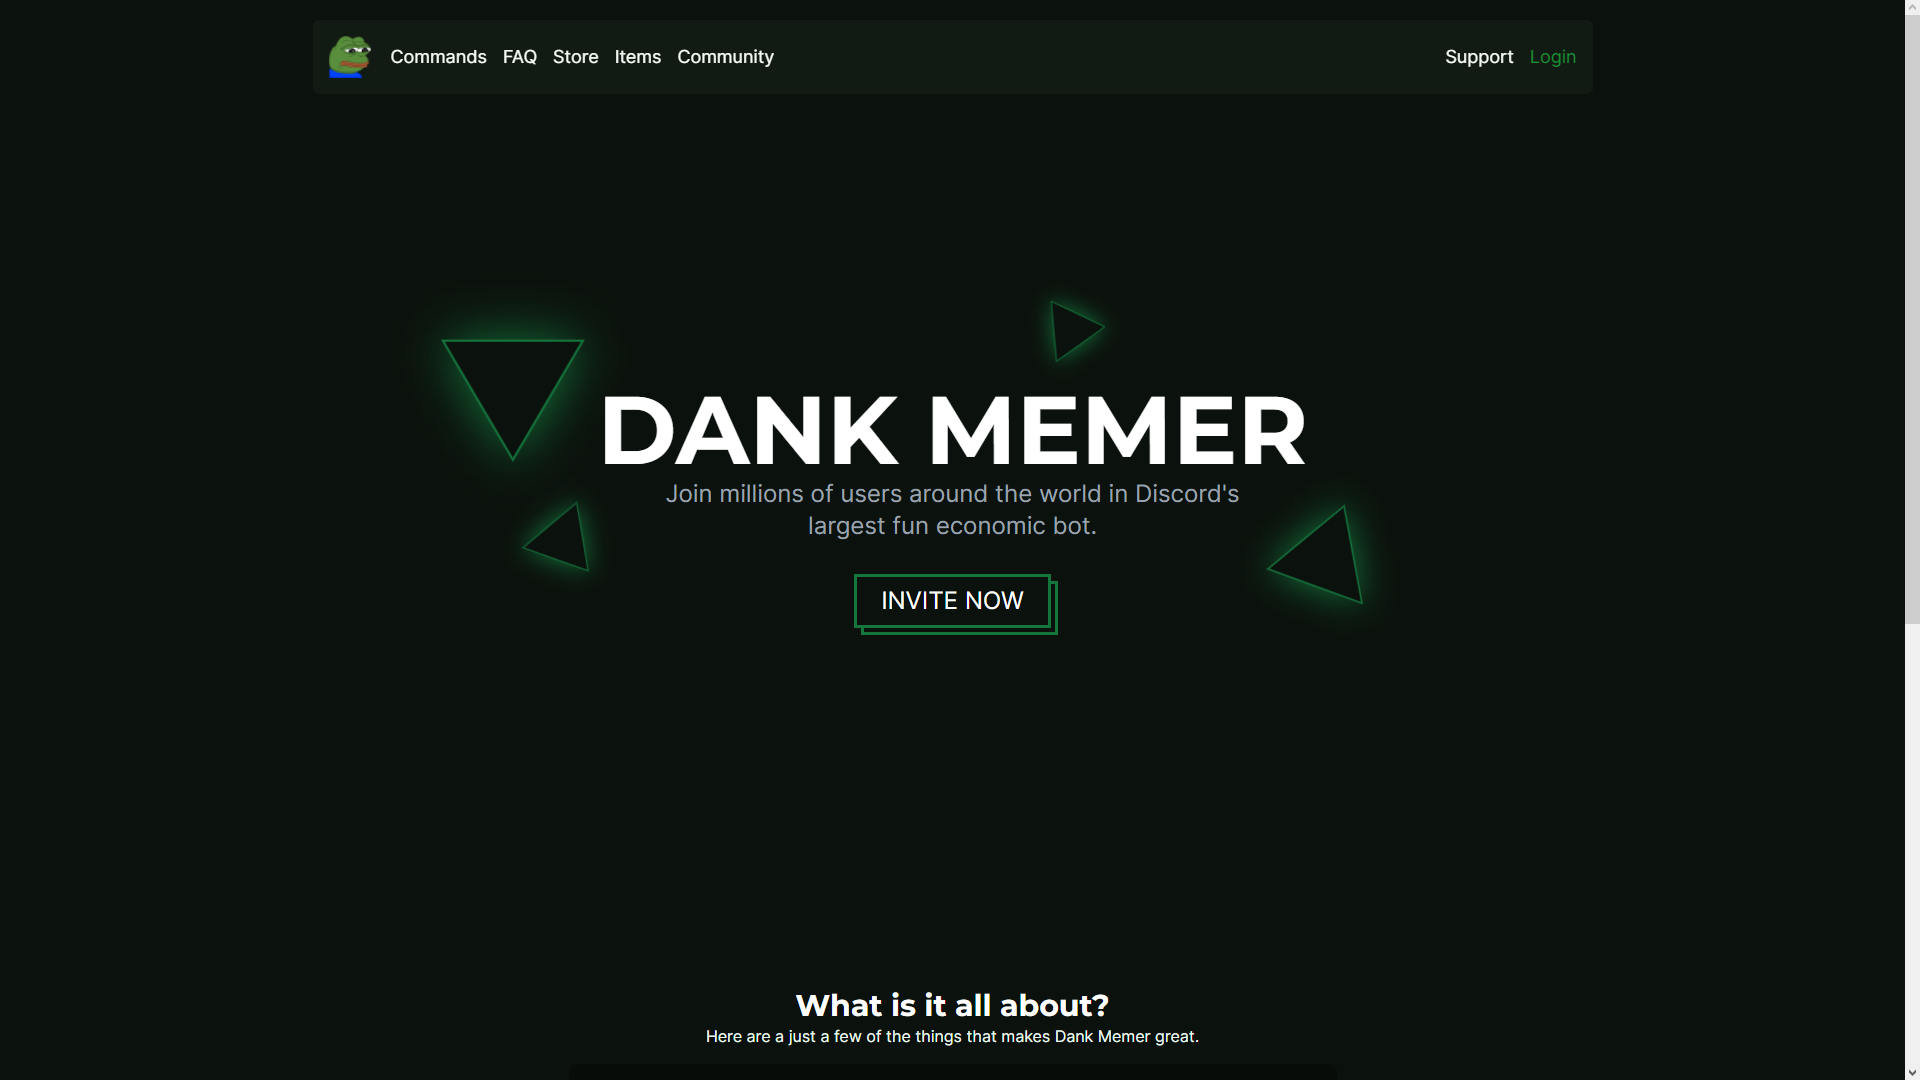 Commands FAQ Store Items Community Support Login
DANK MEMER
Join millions of users around the world in Discord's
largest fun economic bot.
INVITE NOW
What is it all about?
Here are a just a few of the things that makes Dank Memer great.